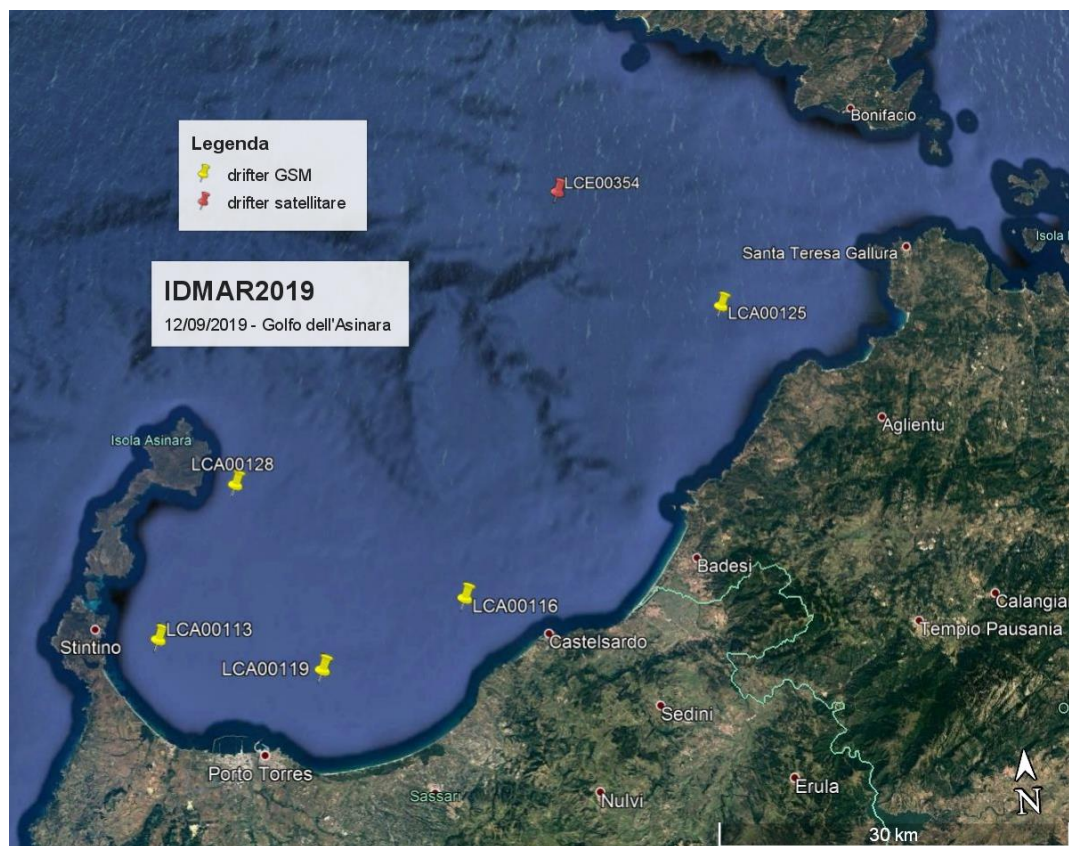 Bonifacio
Legenda
drifter GSM
drifter satellitare
LCE00354
Isola
Santa Teresa Gallura
IDMAR2019
12/09/2019 - Golfo dell'Asinara
LCA00125
Aglientu
Isola Asinara
LCA00128
Badesi
LCA00116
Calangia
LCA00113
Tempio Pausania
Stintino
Castelsardo
LCA00119
Sedini
Porto Torres
Sassari
Nulvi
Erula
N
30 km